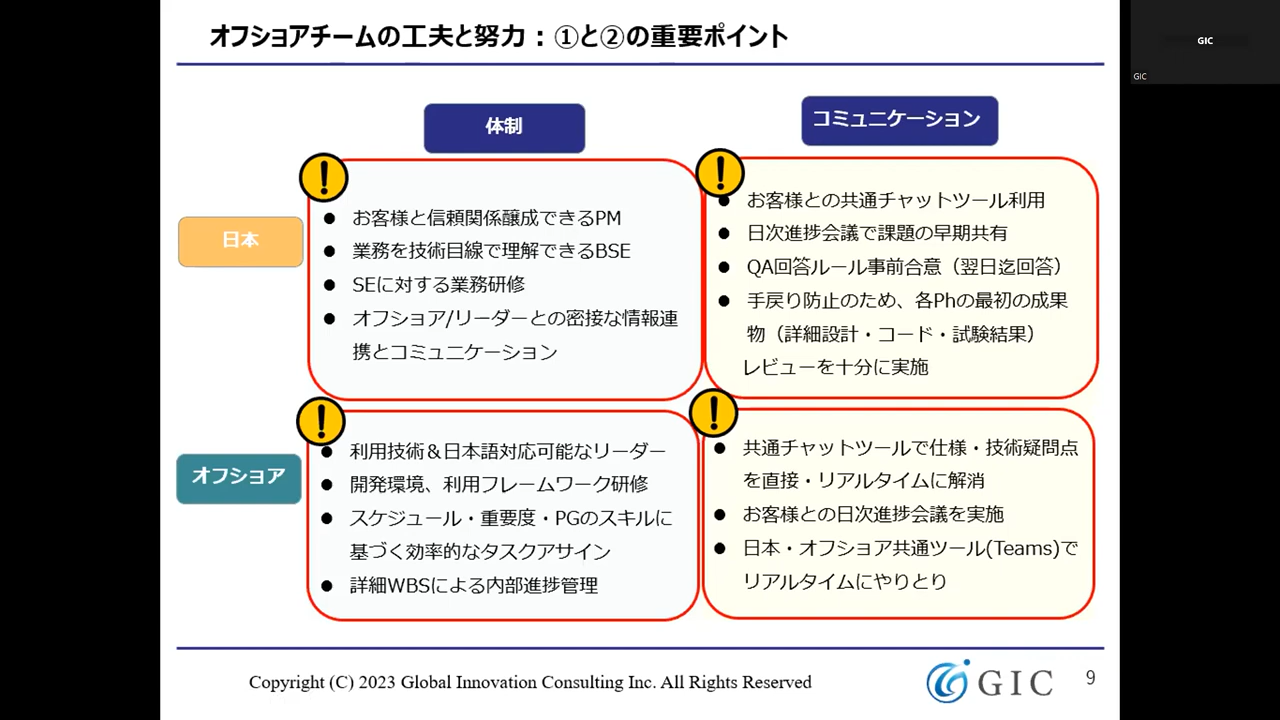 オフショアチームの工夫と努力：①と②の重要ポイント
GIC
GIC
体制
コミュニケーション
日本
! 
● お客様と信頼関係醸成できるPM
● 業務を技術目線で理解できるBSE
● SEに対する業務研修
● オフショア/リーダーとの密接な情報連
携とコミュニケーション
!
● お客様との共通チャットツール利用
● 日次進捗会議で課題の早期共有
● QA回答ルール事前合意（翌日迄回答）
● 手戻り防止のため、各Phの最初の成果
物（詳細設計・コード・試験結果）
レビューを十分に実施
オフショア
!
● 利用技術＆日本語対応可能なリーダー
● 開発環境、利用フレームワーク研修
● スケジュール・重要度・PGのスキルに
基づく効率的なタスクアサイン
● 詳細WBSによる内部進捗管理
!
● 共通チャットツールで仕様・技術疑問点
を直接・リアルタイムに解消
● お客様との日次進捗会議を実施
● 日本・オフショア共通ツール(Teams)で
リアルタイムにやりとり
Copyright (C) 2023 Global Innovation Consulting Inc. All Rights Reserved
GIC
9